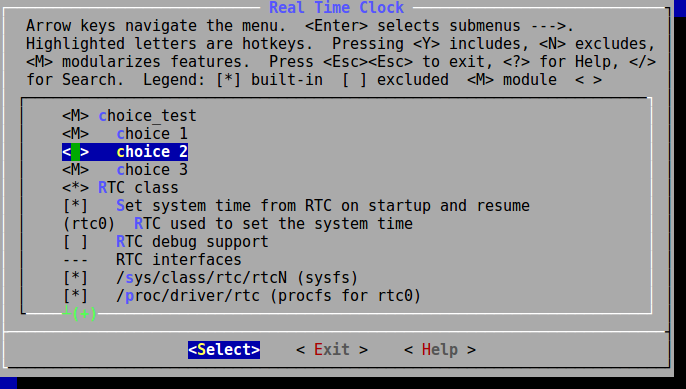 Real Time Clock
Arrow keys navigate the menu. <Enter> selects submenus --->.
Highlighted letters are hotkeys. Pressing <Y> includes, <N> excludes,
<M> modularizes features. Press <Esc><Esc> to exit, <?> for Help, </>
for Search. Legend: [*] built-in [ ] excluded <M> module < >
<M> choice_test
<M> choice 1
< > choice 2
<M> choice 3
<*> RTC class
[*] Set system time from RTC on startup and resume
(rtc0) RTC used to set the system time
[ ] RTC debug support
--- RTC interfaces
[*] /sys/class/rtc/rtcN (sysfs)
[*] /proc/driver/rtc (procfs for rtc0)
(+)
<Select> < Exit > < Help >